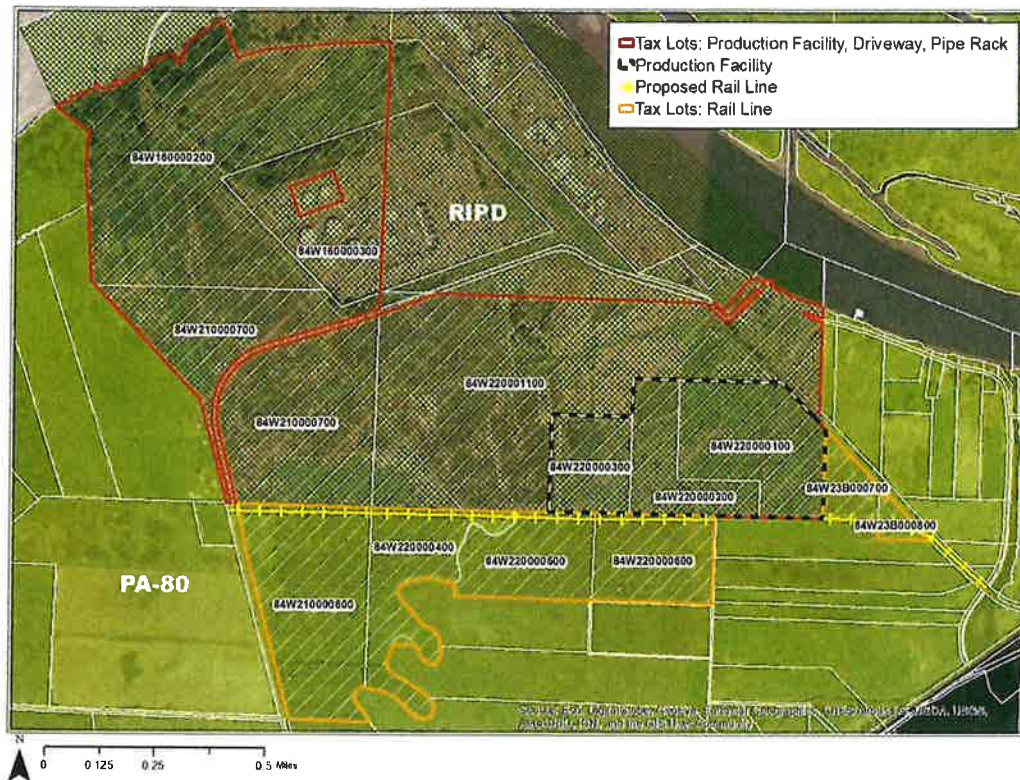 Tax Lots: Production Facility, Driveway, Pipe Rack
Production Facility
Proposed Rail Line
Tax Lots: Rail Line
84W160000200
RIPD
84W160000300
84W210000700
84W220001100
84W210000700
84W220000100
84W220000300
84W23B000700
84W220000200
84W23B000800
84W220000400
84W220000500
84W220000600
PA-80
84W210000600
N
0 0.125 0.25 0.5 Miles